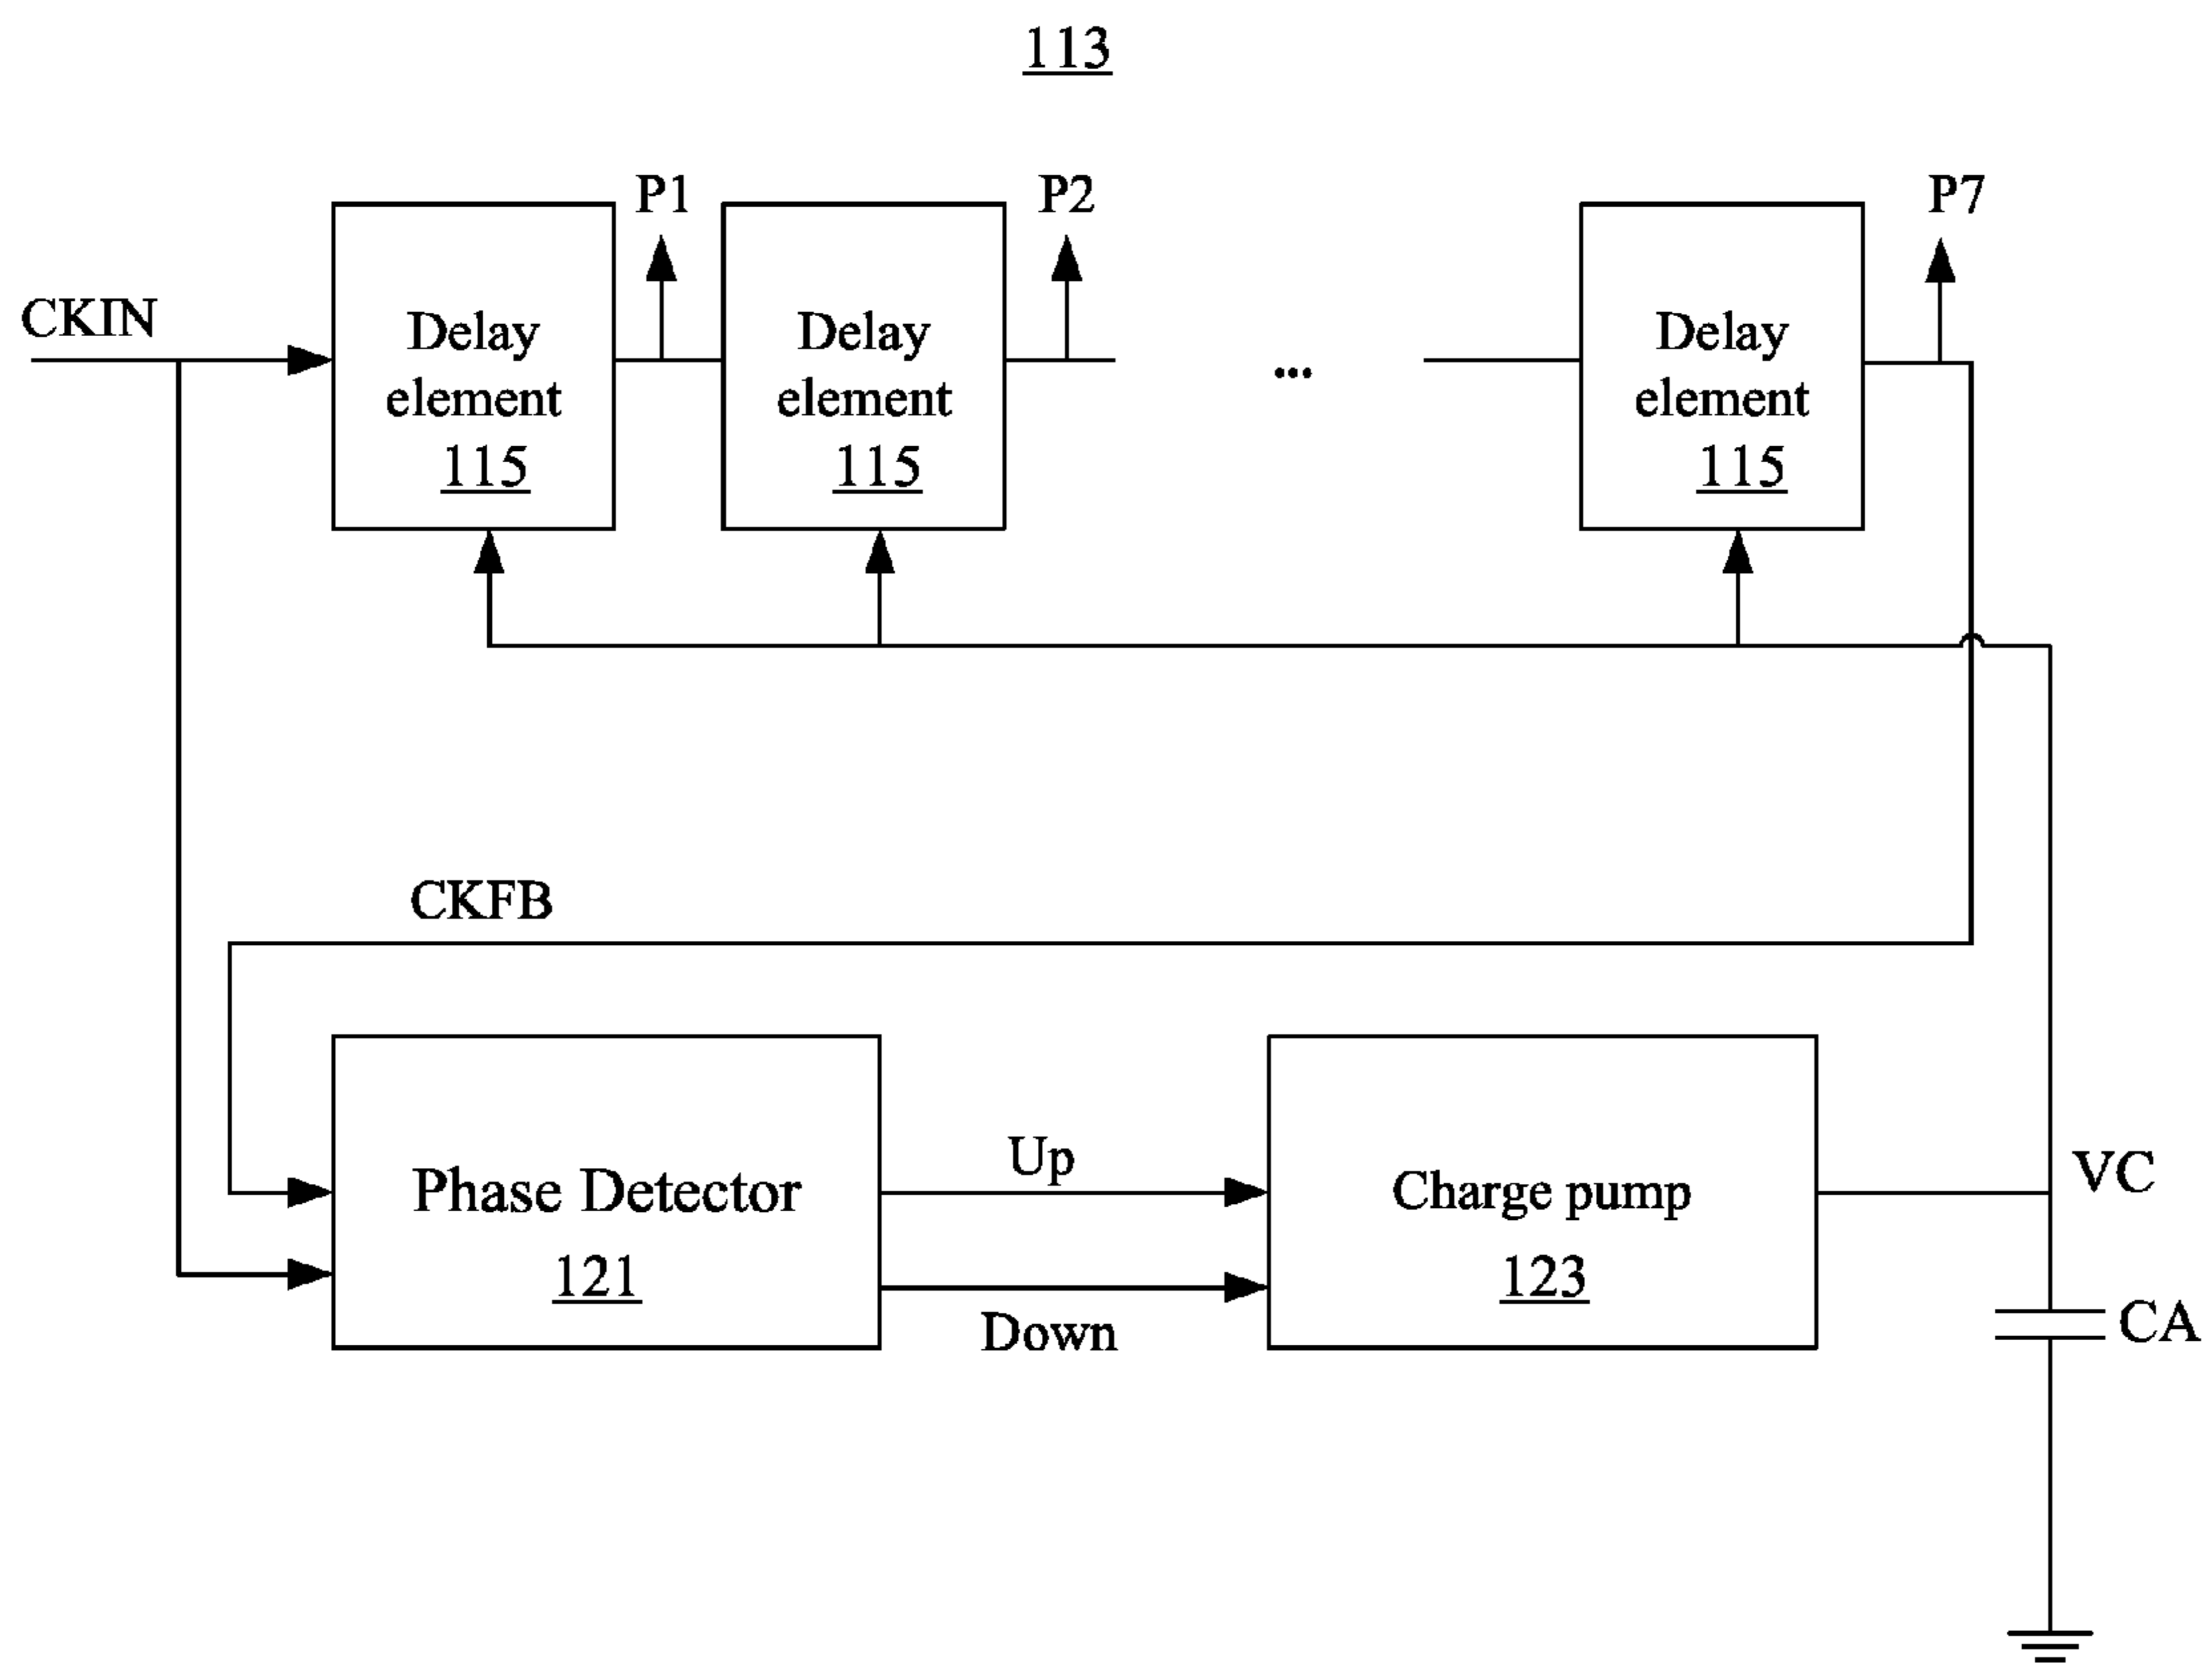 113
P1
P2
P7
CKIN
Delay
element
115
Delay
element
115
...
Delay
element
115
CKFB
Phase Detector
121
Up
Down
Charge pump
123
VC
CA